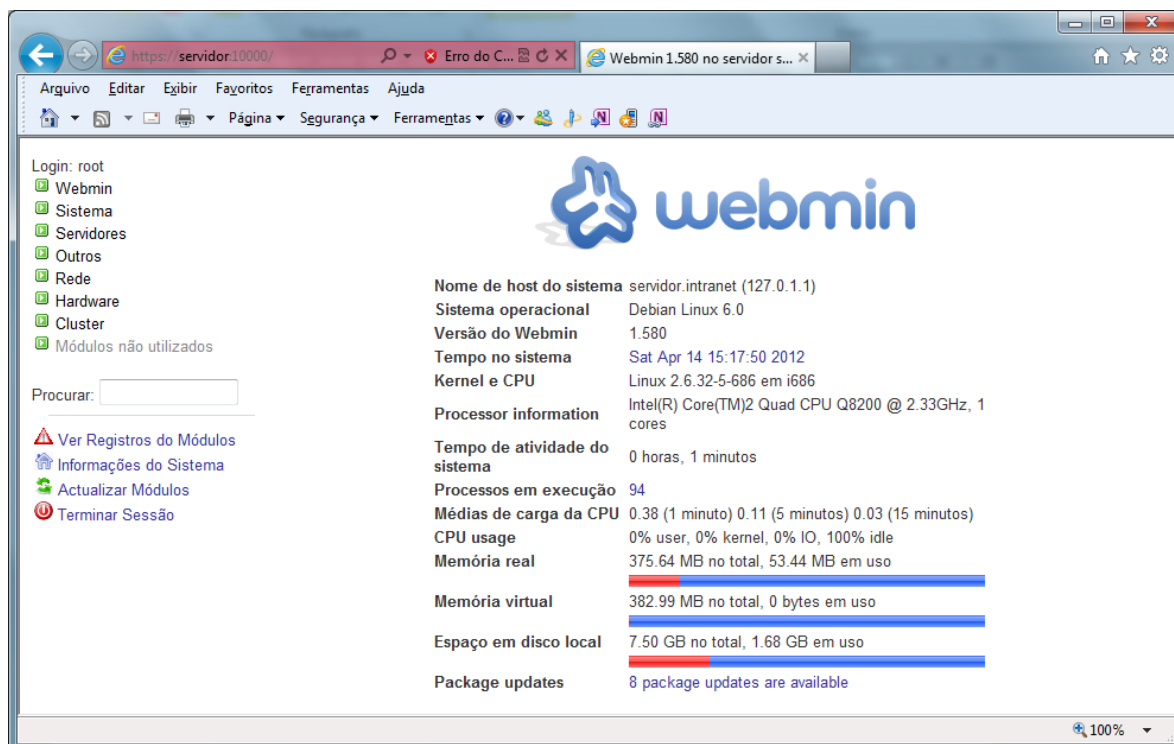 https://servidor:10000/
Erro do C...
Webmin 1.580 no servidor s...
Arquivo Editar Exibir Favoritos Ferramentas Ajuda
Página Segurança Ferramentas
Login: root
Webmin
Sistema
Servidores
Outros
Rede
Hardware
Cluster
Módulos não utilizados
Procurar:
Ver Registros do Módulos
Informações do Sistema
Actualizar Módulos
Terminar Sessão
webmin
Nome de host do sistema servidor.intranet (127.0.1.1)
Sistema operacional Debian Linux 6.0
Versão do Webmin 1.580
Tempo no sistema Sat Apr 14 15:17:50 2012
Kernel e CPU Linux 2.6.32-5-686 em i686
Processor information Intel(R) Core(TM)2 Quad CPU Q8200 @ 2.33GHz, 1
cores
Tempo de atividade do
sistema 0 horas, 1 minutos
Processos em execução 94
Médias de carga da CPU 0.38 (1 minuto) 0.11 (5 minutos) 0.03 (15 minutos)
CPU usage 0% user, 0% kernel, 0% IO, 100% idle
Memória real 375.64 MB no total, 53.44 MB em uso
Memória virtual 382.99 MB no total, 0 bytes em uso
Espaço em disco local 7.50 GB no total, 1.68 GB em uso
Package updates 8 package updates are available
100%